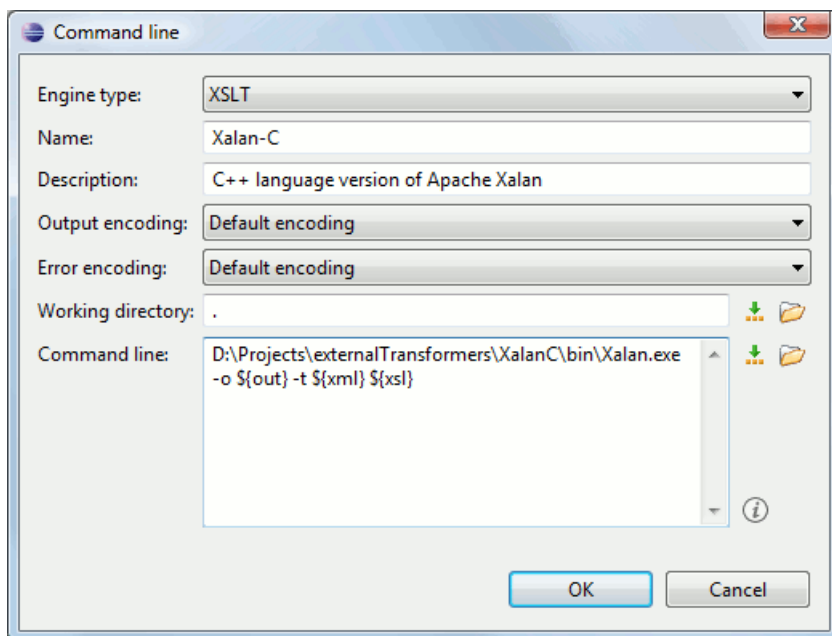 Command line
Engine type: XSLT
Name: Xalan-C
Description: C++ language version of Apache Xalan
Output encoding: Default encoding
Error encoding: Default encoding
Working directory: .
Command line: D:\Projects\externalTransformers\XalanC\bin\Xalan.exe
-o ${out} -t ${xml} ${xsl}
OK Cancel